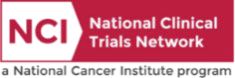 NCI
National Clinical
Trials Network
a National Cancer Institute program